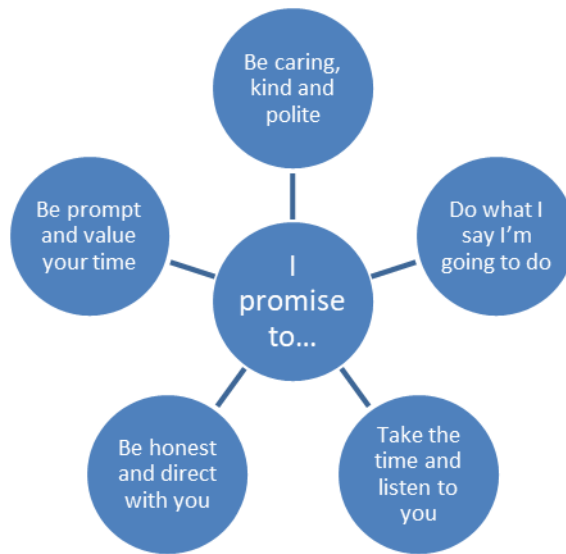 Be caring,
kind and
polite
Do what I
say I'm
going to do
Take the
time and
listen to
you
Be honest
and direct
with you
Be prompt
and value
your time
I
promise
to...